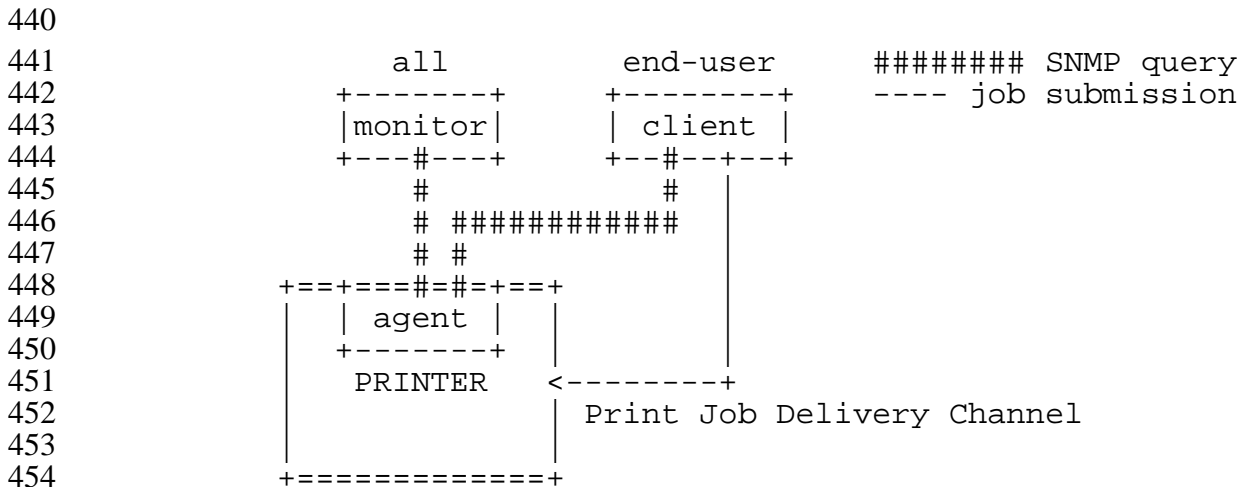 440
441 all end-user ######## SNMP query
442 +-------+ +--------+ ---- job submission
443 |monitor| | client |
444 +---#---+ +--#--+--+
445 # # |
446 # ############ |
447 # # |
448 +==+===#=#=+==+ |
449 | | agent | | |
450 | +-------+ | |
451 | PRINTER <--------+
452 | | Print Job Delivery Channel
453 | |
454 +=============+